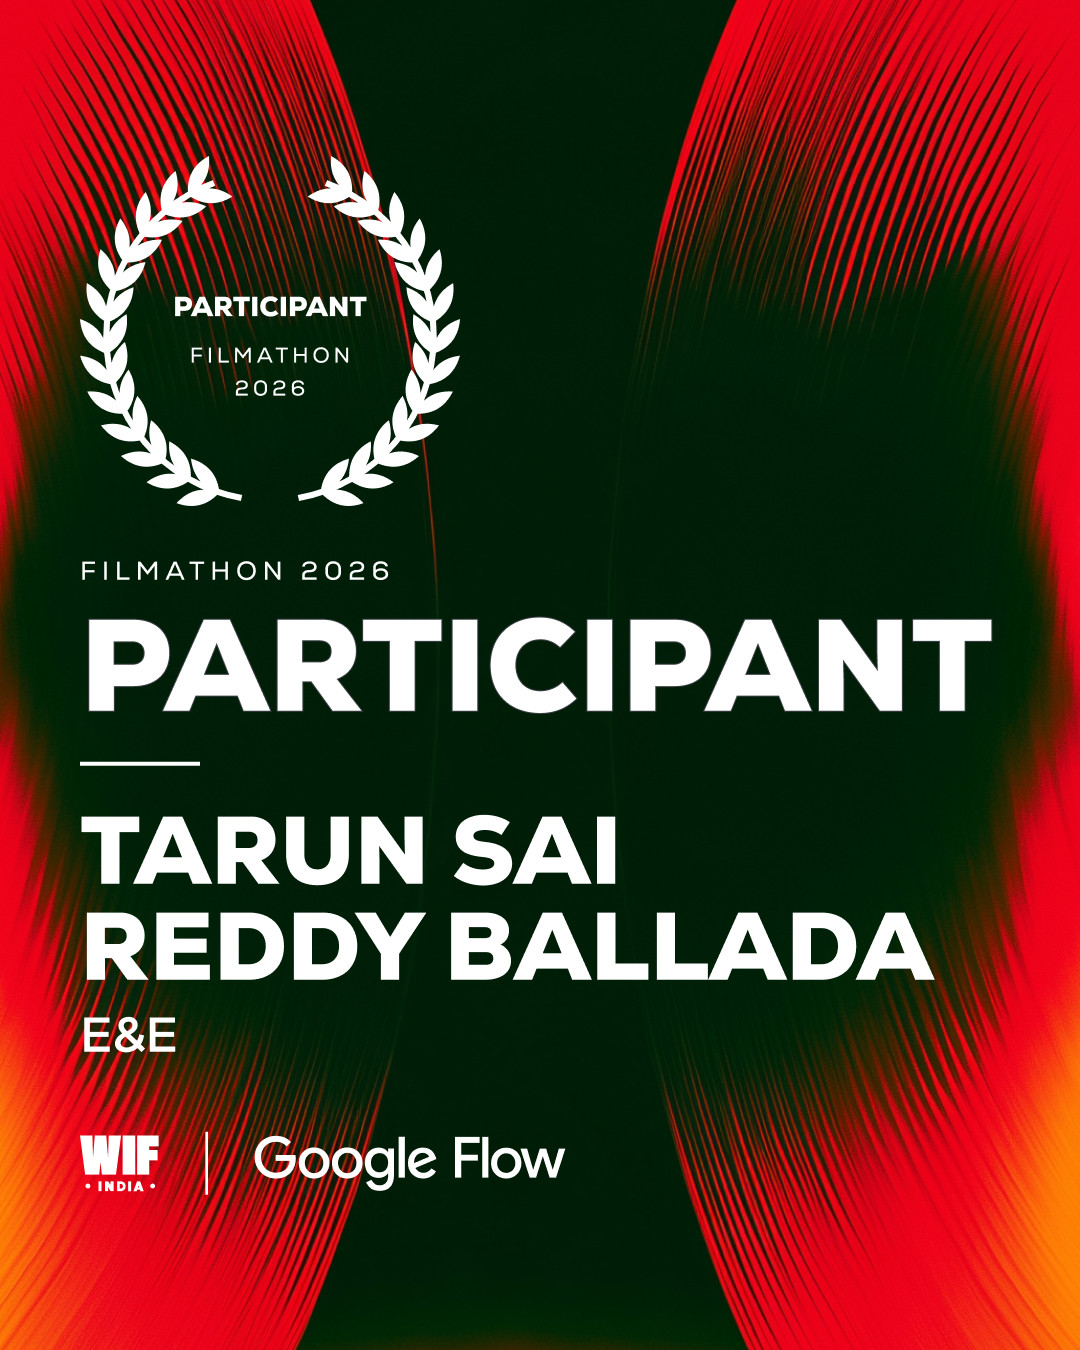 PARTICIPANT
FILMATHON
2026
FILMATHON 2026
PARTICIPANT
TARUN SAI
REDDY BALLADA
E&E
WIF
• INDIA •
Google Flow